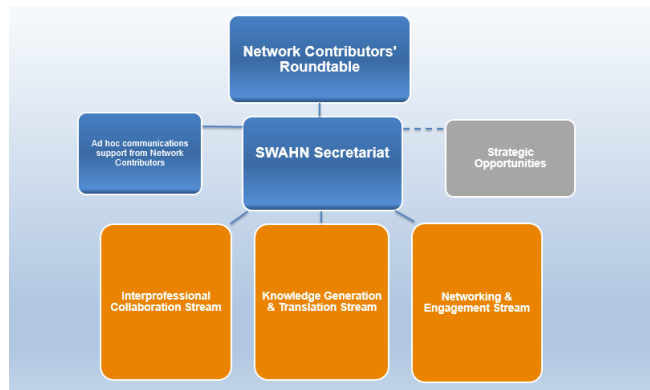 Network Contributors'
Roundtable
Ad hoc communications
support from Network
Contributors
SWAHN Secretariat
Strategic
Opportunities
Interprofessional
Collaboration Stream
Knowledge Generation
& Translation Stream
Networking &
Engagement Stream